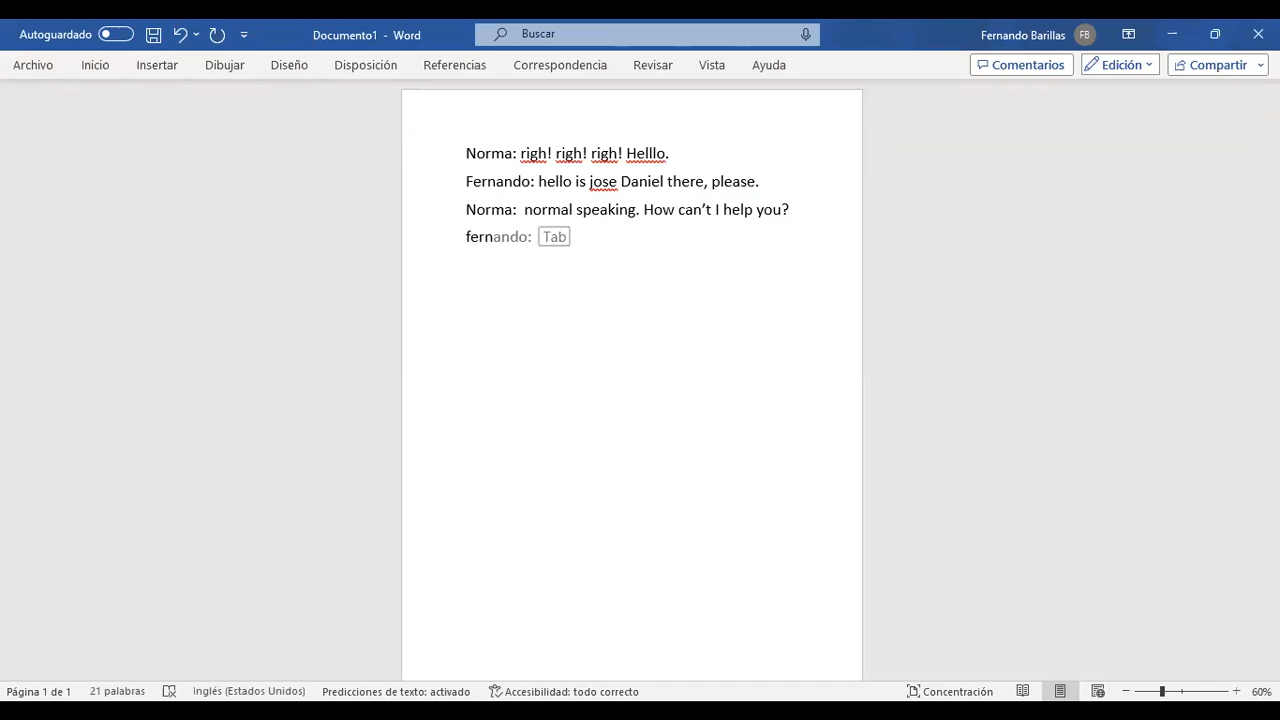 Autoguardado Documento1 - Word Buscar Fernando Barillas FB
Archivo Inicio Insertar Dibujar Diseño Disposición Referencias Correspondencia Revisar Vista Ayuda Comentarios Edición Compartir
Norma: righ! righ! righ! Helllo.
Fernando: hello is jose Daniel there, please.
Norma: normal speaking. How can’t I help you?
fernando: Tab
Página 1 de 1 21 palabras Inglés (Estados Unidos) Predicciones de texto: activado Accesibilidad: todo correcto Concentración 60%